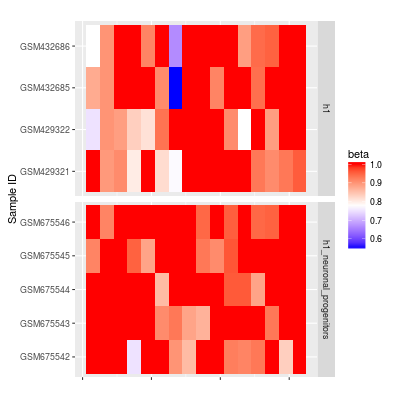 Sample ID
GSM432686
GSM432685
GSM429322
GSM429321
h1
GSM675546
GSM675545
GSM675544
GSM675543
GSM675542
h1_neuronal_progenitors
beta
1.0
0.9
0.8
0.7
0.6